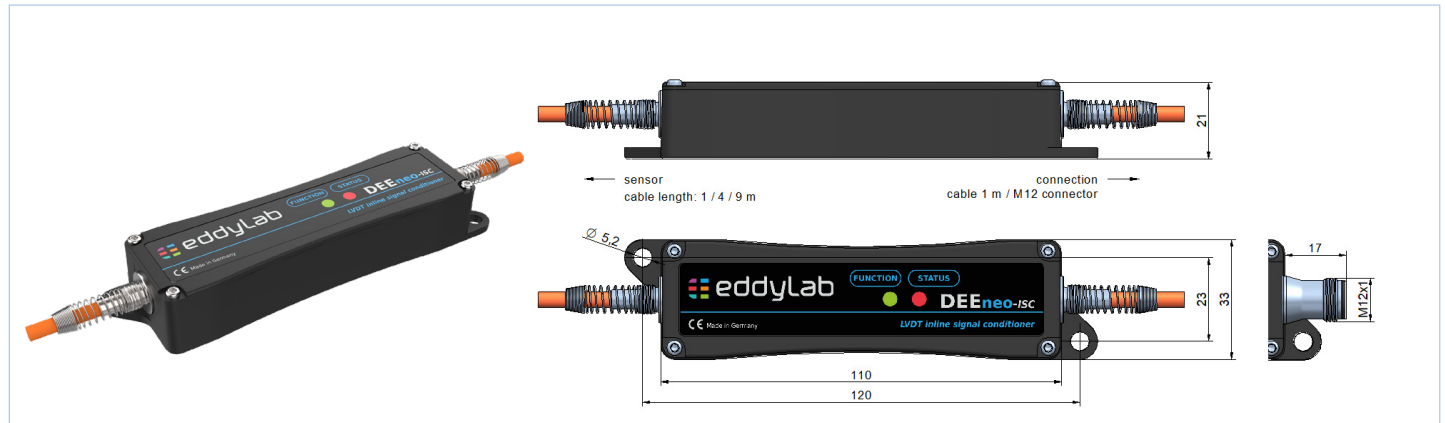 FUNCTION
STATUS
eddyLab
DEEneo-ISC
LVDT inline signal conditioner
CE Made in Germany
21
sensor
cable length: 1 / 4 / 9 m
connection
cable 1 m / M12 connector
Ø 5,2
FUNCTION
STATUS
eddyLab
DEEneo-ISC
CE Made in Germany
LVDT inline signal conditioner
23
33
110
120
17
M12x1